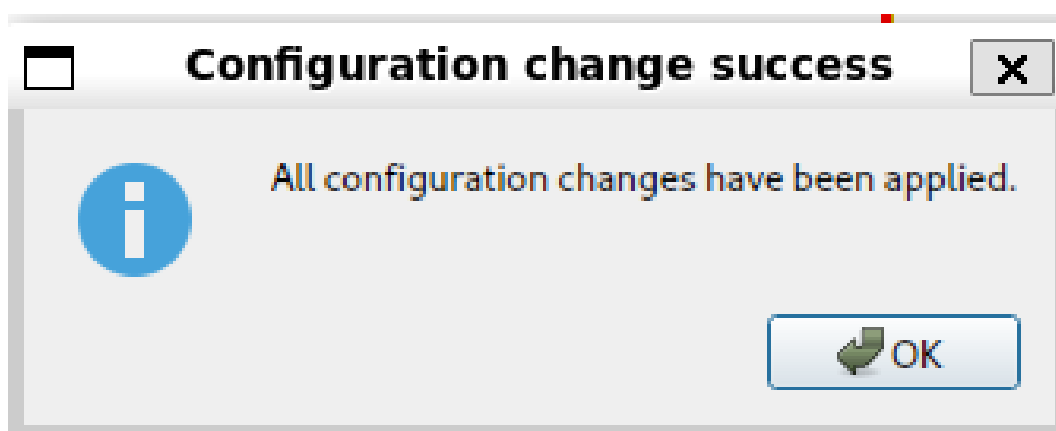 Configuration change success
All configuration changes have been applied.
OK